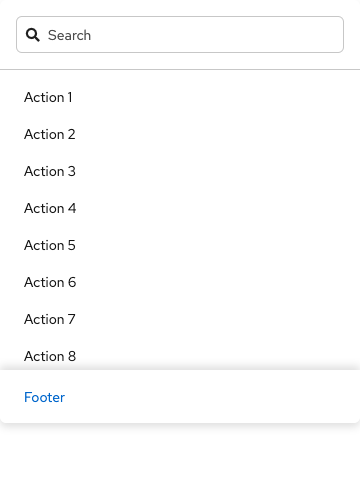 Search
Action 1
Action 2
Action 3
Action 4
Action 5
Action 6
Action 7
Action 8
Footer